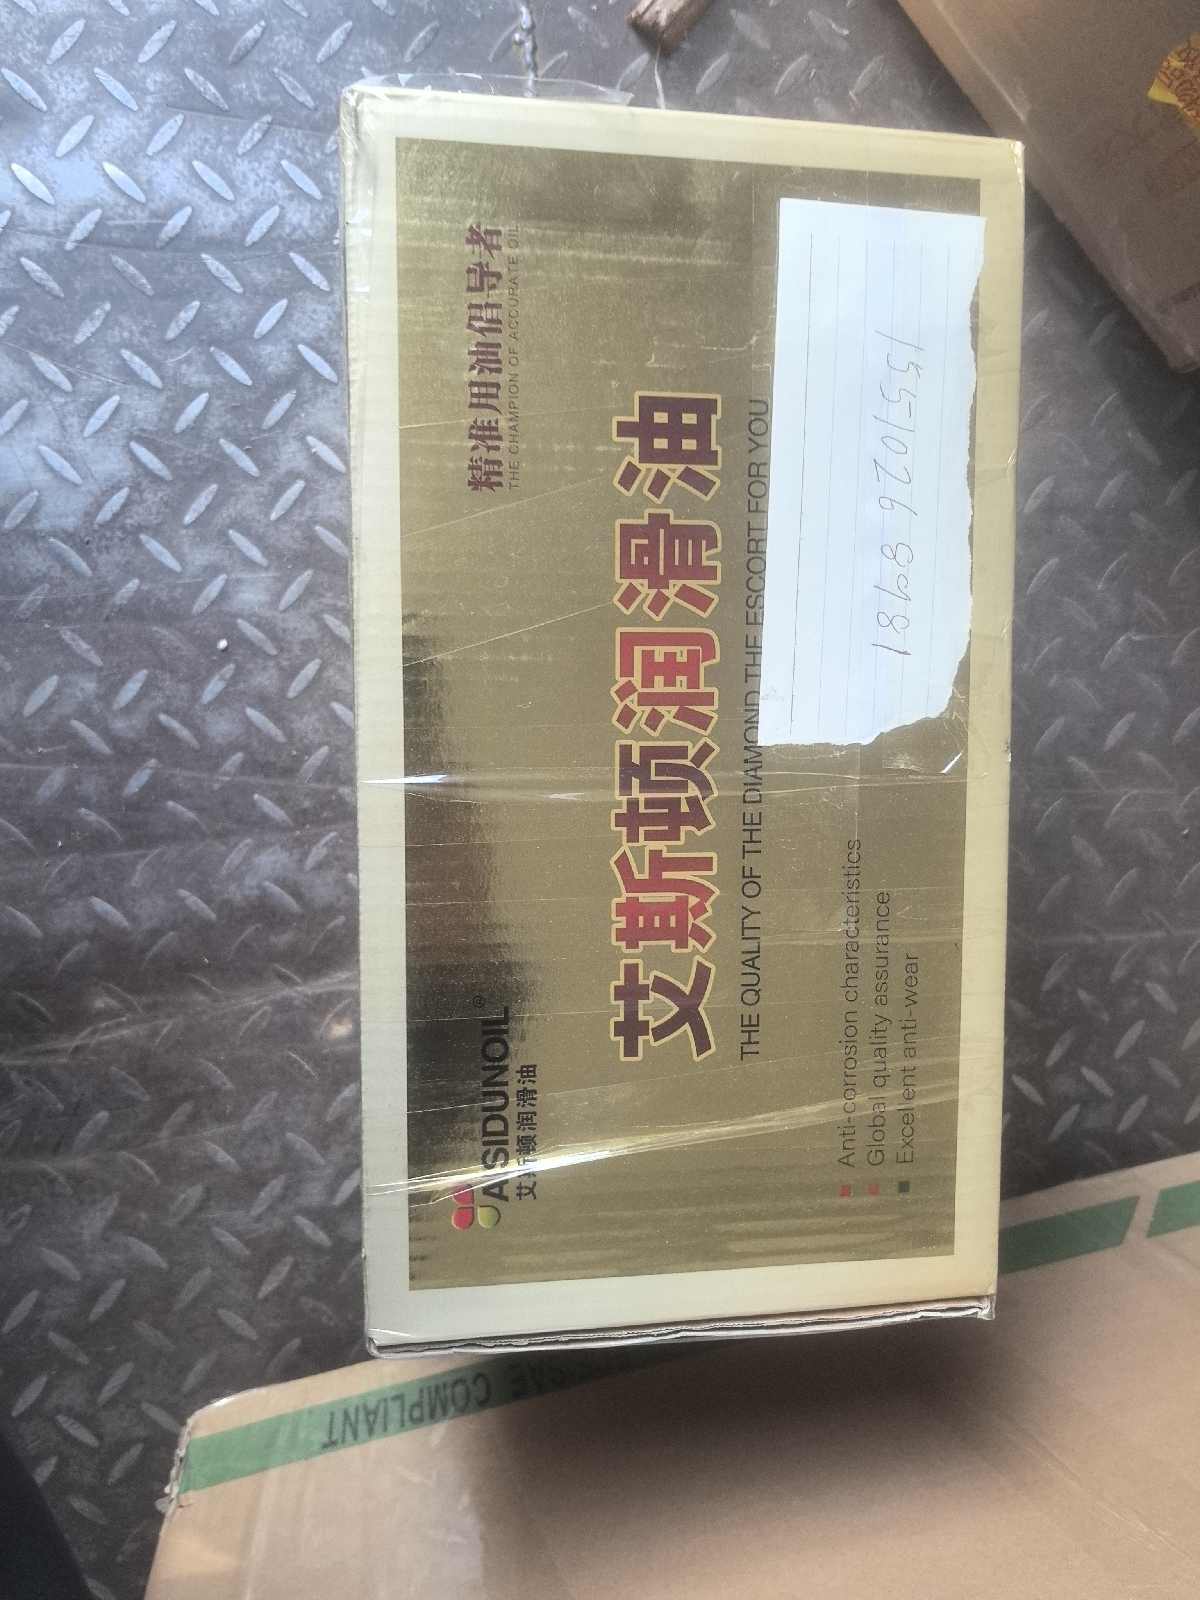 精准用油倡导者
THE CHAMPION OF ACCURATE OIL
ASIDUNOIL®
艾斯顿润滑油
艾斯顿润滑油
THE QUALITY OF THE DIAMOND THE ESCORT FOR YOU
Anti-corrosion characteristics
Global quality assurance
Excellent anti-wear
COMPLIANT